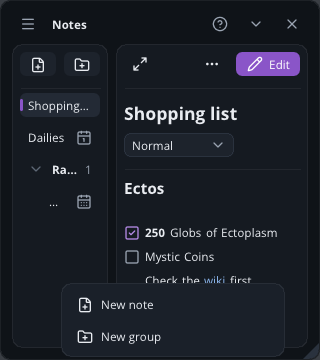 Notes
Edit
Shopping...
Dailies
Ra... 1
...
Shopping list
Normal
Ectos
250 Globs of Ectoplasm
Mystic Coins
Check the wiki first
New note
New group